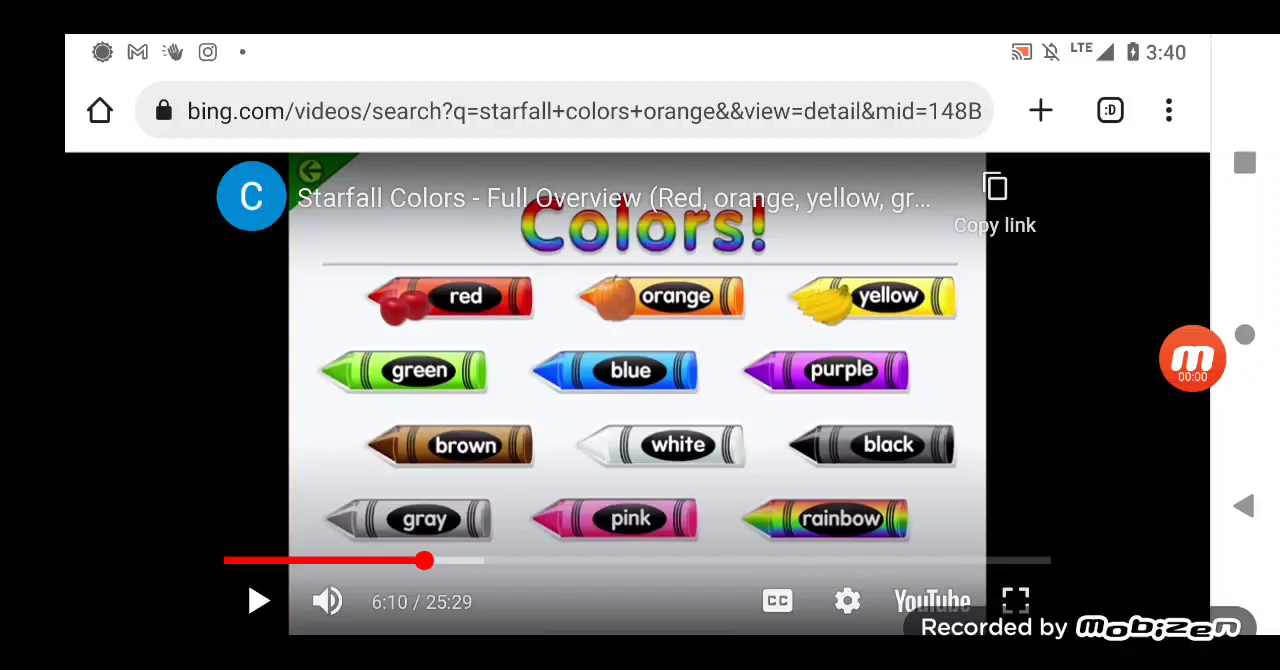 LTE 3:40
bing.com/videos/search?q=starfall+colors+orange&&view=detail&mid=148B
:D
C
Starfall Colors - Full Overview (Red, orange, yellow, gr...
Copy link
Colors!
red orange yellow
green blue purple
brown white black
gray pink rainbow
00:00
6:10 / 25:29
CC
YouTube
Recorded by mobizen